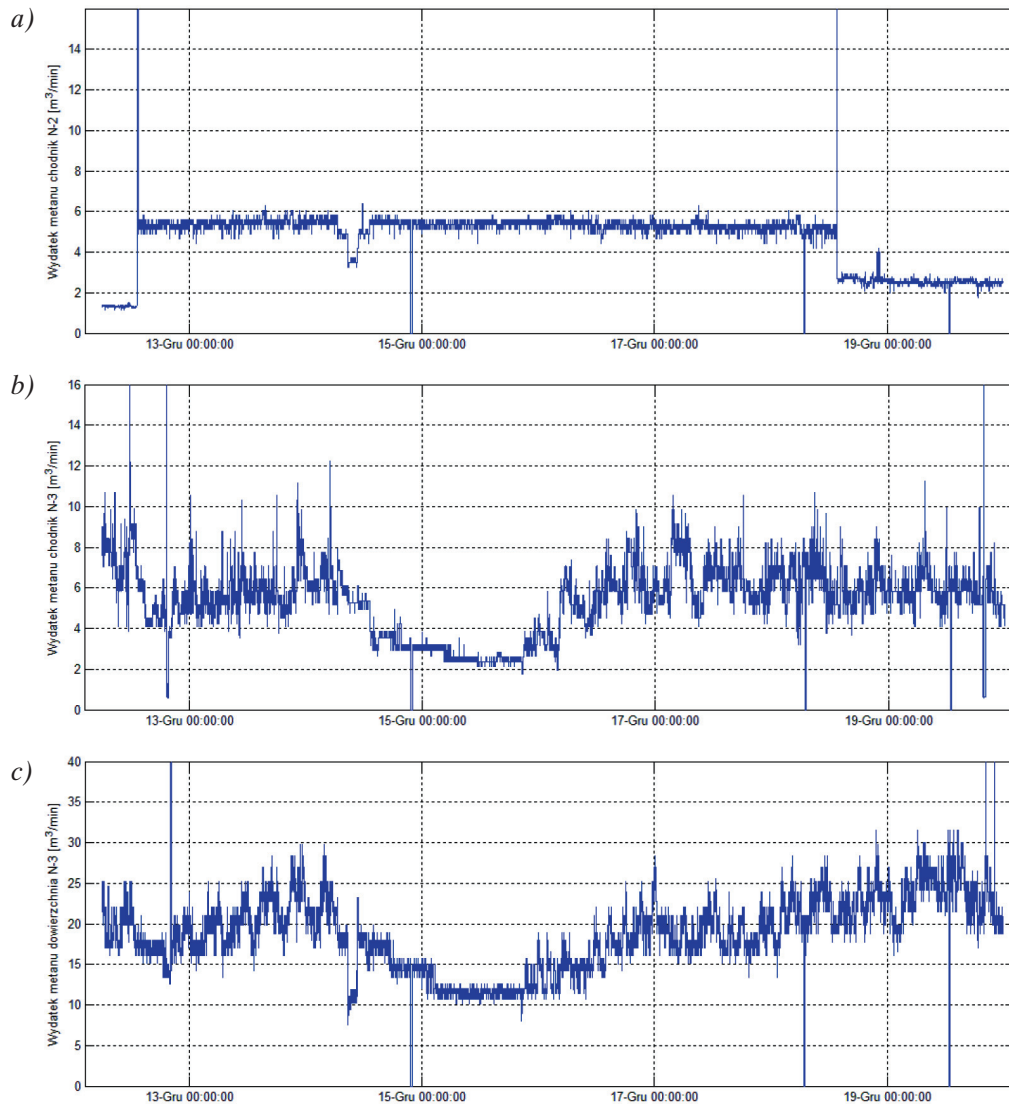 a)
Wydatek metanu chodnik N-2 [m³/min]
14
12
10
8
6
4
2
0
13-Gru 00:00:00 15-Gru 00:00:00 17-Gru 00:00:00 19-Gru 00:00:00
b)
Wydatek metanu chodnik N-3 [m³/min]
16
14
12
10
8
6
4
2
0
13-Gru 00:00:00 15-Gru 00:00:00 17-Gru 00:00:00 19-Gru 00:00:00
c)
Wydatek metanu dowierzchnia N-3 [m³/min]
40
35
30
25
20
15
10
5
0
13-Gru 00:00:00 15-Gru 00:00:00 17-Gru 00:00:00 19-Gru 00:00:00